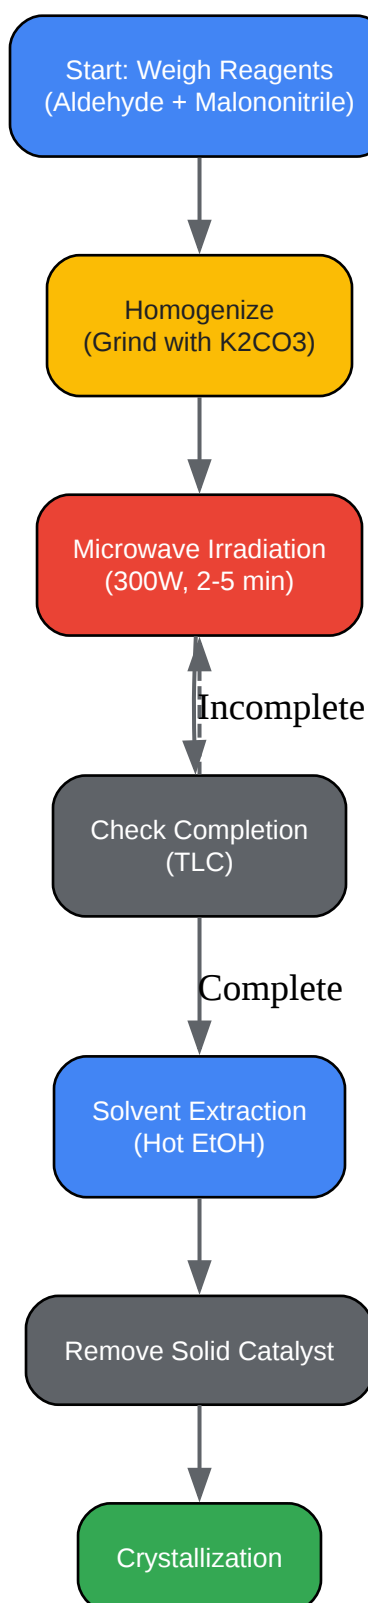 Start: Weigh Reagents
(Aldehyde + Malononitrile)
Homogenize
(Grind with K2CO3)
Microwave Irradiation
(300W, 2-5 min)
Incomplete
Check Completion
(TLC)
Complete
Solvent Extraction
(Hot EtOH)
Remove Solid Catalyst
Crystallization